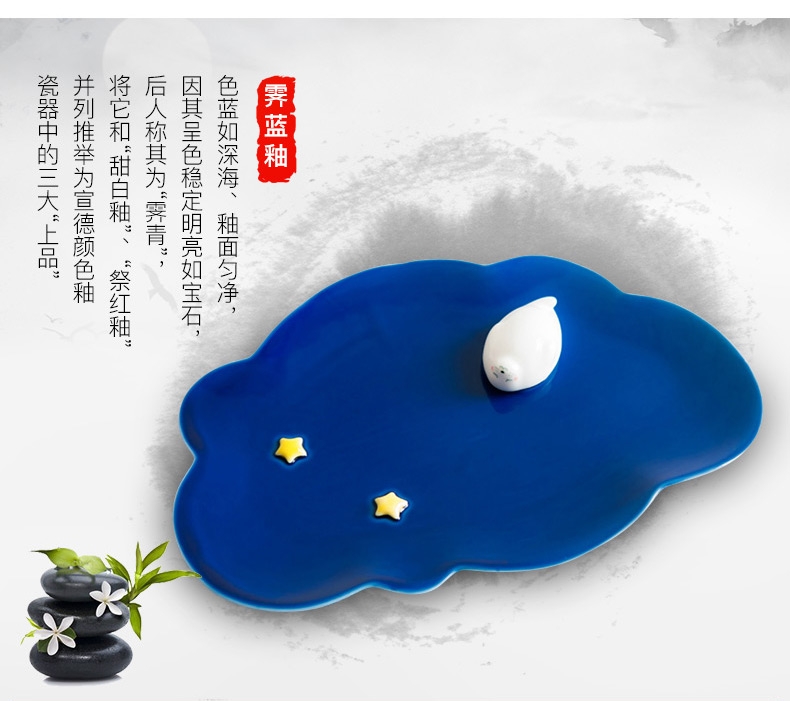 霁蓝釉
色蓝如深海、釉面匀净，
因其呈色稳定明亮如宝石，
后人称其为“霁青”，
将它和“甜白釉”、“祭红釉”
并列推举为宣德颜色釉
瓷器中的三大“上品”